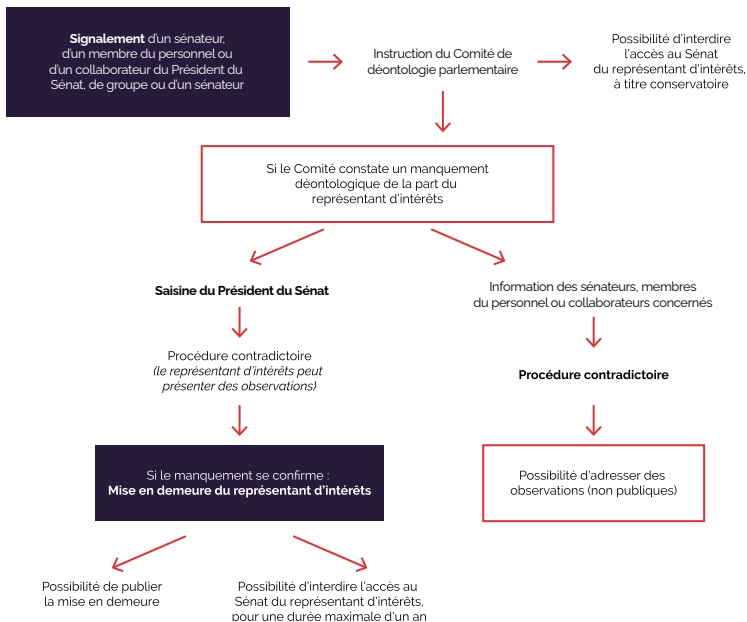 Signalement d’un sénateur,
d’un membre du personnel ou
d’un collaborateur du Président du
Sénat, de groupe ou d’un sénateur
Instruction du Comité de
déontologie parlementaire
Possibilité d’interdire
l’accès au Sénat
du représentant d’intérêts,
à titre conservatoire
Si le Comité constate un manquement
déontologique de la part du
représentant d’intérêts
Saisine du Président du Sénat
Information des sénateurs, membres
du personnel ou collaborateurs concernés
Procédure contradictoire
(le représentant d’intérêts peut
présenter des observations)
Procédure contradictoire
Si le manquement se confirme :
Mise en demeure du représentant d’intérêts
Possibilité d’adresser des
observations (non publiques)
Possibilité de publier
la mise en demeure
Possibilité d’interdire l’accès au
Sénat du représentant d’intérêts,
pour une durée maximale d’un an